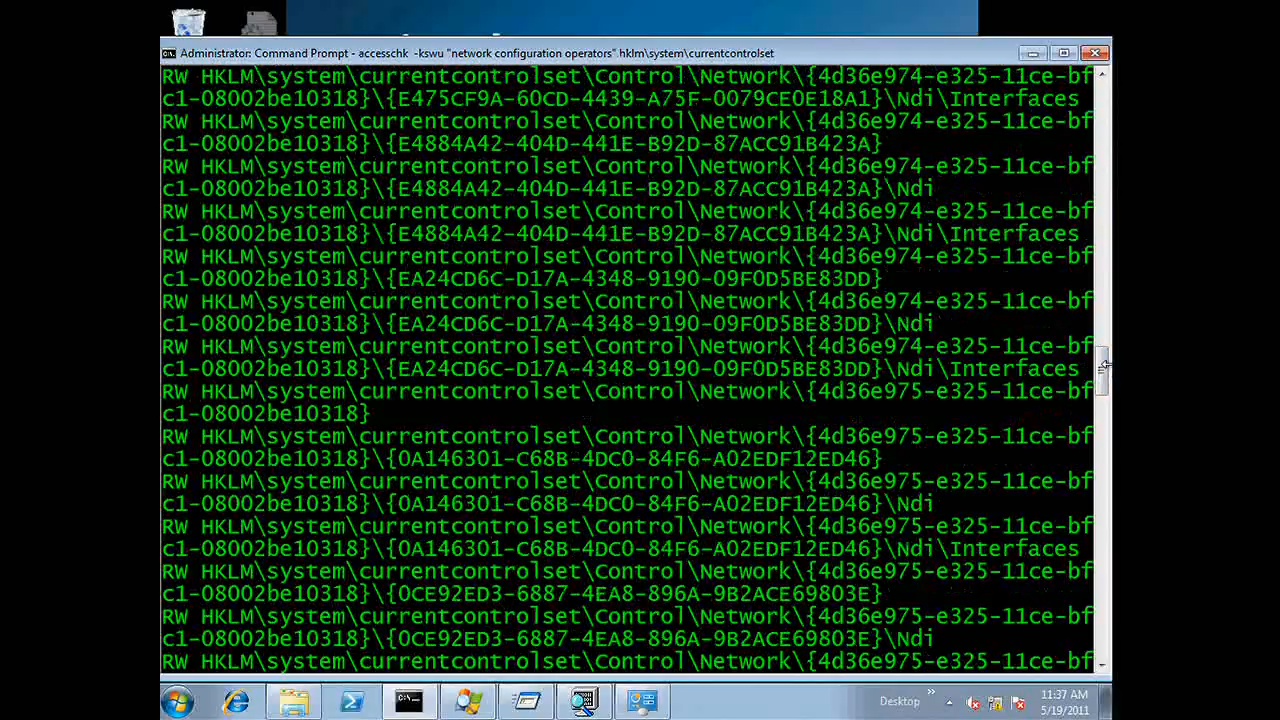 Administrator: Command Prompt - accesschk -kswu "network configuration operators" hklm\system\currentcontrolset
RW HKLM\system\currentcontrolset\Control\Network\{4d36e974-e325-11ce-bf
c1-08002be10318}\{E475CF9A-60CD-4439-A75F-0079CE0E18A1}\Ndi\Interfaces
RW HKLM\system\currentcontrolset\Control\Network\{4d36e974-e325-11ce-bf
c1-08002be10318}\{E4884A42-404D-441E-B92D-87ACC91B423A}
RW HKLM\system\currentcontrolset\Control\Network\{4d36e974-e325-11ce-bf
c1-08002be10318}\{E4884A42-404D-441E-B92D-87ACC91B423A}\Ndi
RW HKLM\system\currentcontrolset\Control\Network\{4d36e974-e325-11ce-bf
c1-08002be10318}\{E4884A42-404D-441E-B92D-87ACC91B423A}\Ndi\Interfaces
RW HKLM\system\currentcontrolset\Control\Network\{4d36e974-e325-11ce-bf
c1-08002be10318}\{EA24CD6C-D17A-4348-9190-09F0D5BE83DD}
RW HKLM\system\currentcontrolset\Control\Network\{4d36e974-e325-11ce-bf
c1-08002be10318}\{EA24CD6C-D17A-4348-9190-09F0D5BE83DD}\Ndi
RW HKLM\system\currentcontrolset\Control\Network\{4d36e974-e325-11ce-bf
c1-08002be10318}\{EA24CD6C-D17A-4348-9190-09F0D5BE83DD}\Ndi\Interfaces
RW HKLM\system\currentcontrolset\Control\Network\{4d36e975-e325-11ce-bf
c1-08002be10318}
RW HKLM\system\currentcontrolset\Control\Network\{4d36e975-e325-11ce-bf
c1-08002be10318}\{0A146301-C68B-4DC0-84F6-A02EDF12ED46}
RW HKLM\system\currentcontrolset\Control\Network\{4d36e975-e325-11ce-bf
c1-08002be10318}\{0A146301-C68B-4DC0-84F6-A02EDF12ED46}\Ndi
RW HKLM\system\currentcontrolset\Control\Network\{4d36e975-e325-11ce-bf
c1-08002be10318}\{0A146301-C68B-4DC0-84F6-A02EDF12ED46}\Ndi\Interfaces
RW HKLM\system\currentcontrolset\Control\Network\{4d36e975-e325-11ce-bf
c1-08002be10318}\{0CE92ED3-6887-4EA8-896A-9B2ACE69803E}
RW HKLM\system\currentcontrolset\Control\Network\{4d36e975-e325-11ce-bf
c1-08002be10318}\{0CE92ED3-6887-4EA8-896A-9B2ACE69803E}\Ndi
RW HKLM\system\currentcontrolset\Control\Network\{4d36e975-e325-11ce-bf
Desktop
11:37 AM
5/19/2011